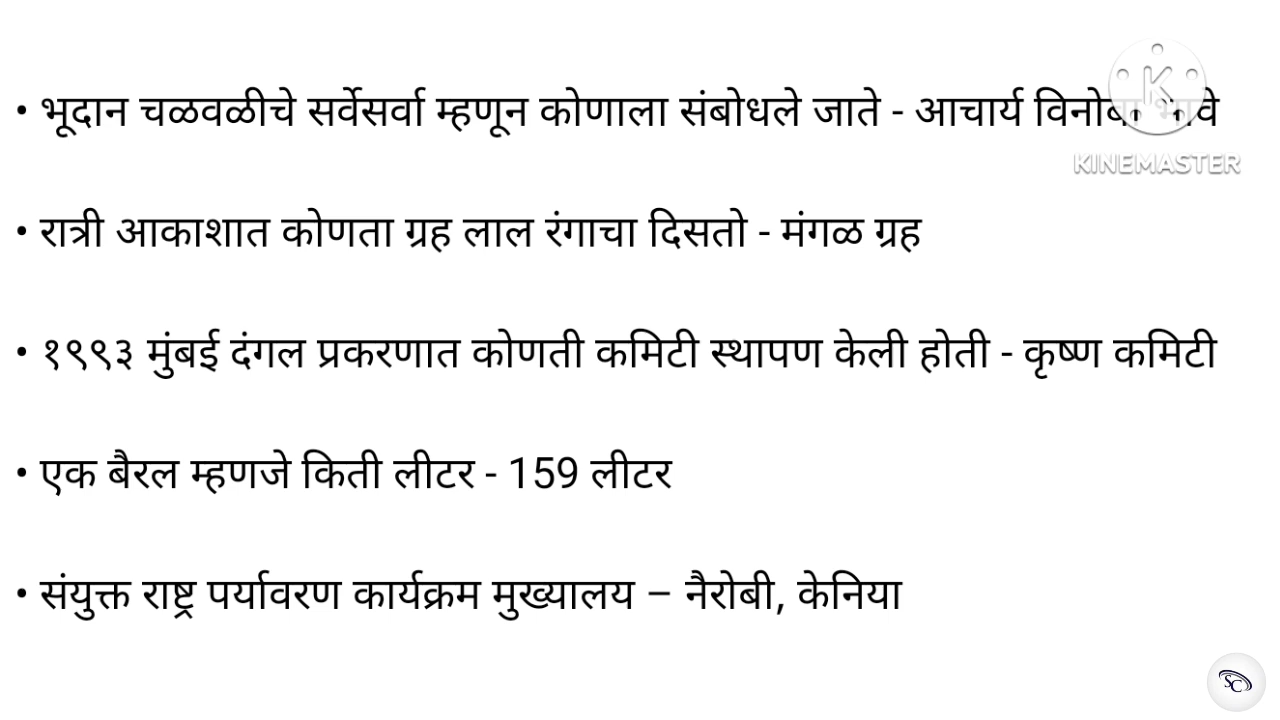 • भूदान चळवळीचे सर्वेसर्वा म्हणून कोणाला संबोधले जाते - आचार्य विनोबा भावे
KINEMASTER
• रात्री आकाशात कोणता ग्रह लाल रंगाचा दिसतो - मंगळ ग्रह
• १९९३ मुंबई दंगल प्रकरणात कोणती कमिटी स्थापण केली होती - कृष्ण कमिटी
• एक बैरल म्हणजे किती लीटर - 159 लीटर
• संयुक्त राष्ट्र पर्यावरण कार्यक्रम मुख्यालय – नैरोबी, केनिया
SC